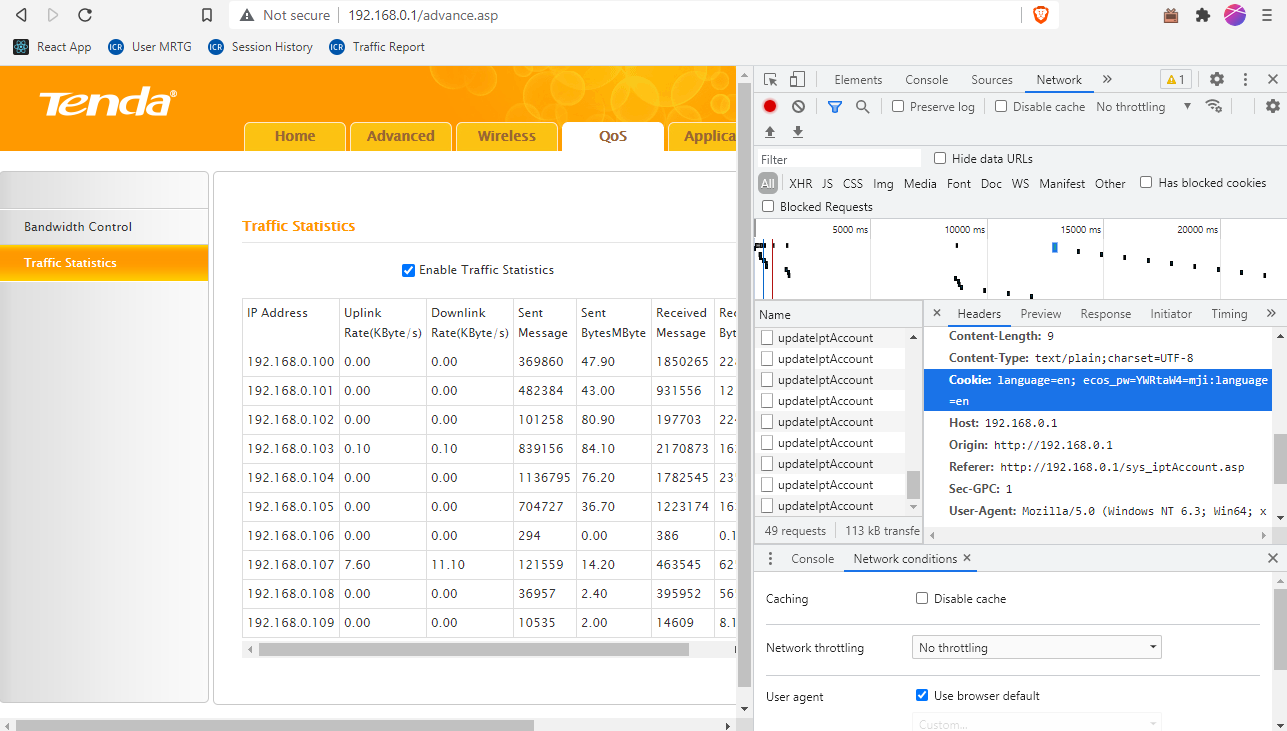 Not secure
192.168.0.1/advance.asp
React App
User MRTG
Session History
Traffic Report
Tenda®
Home
Advanced
Wireless
QoS
Applica
Bandwidth Control
Traffic Statistics
Traffic Statistics
Enable Traffic Statistics
IP Address Uplink Downlink Sent Sent Received Rec
Rate(KByte/s) Rate(KByte/s) Message BytesMByte Message Byt
192.168.0.100 0.00 0.00 369860 47.90 1850265
192.168.0.101 0.00 0.00 482384 43.00 931556 12
192.168.0.102 0.00 0.00 101258 80.90 197703
192.168.0.103 0.10 0.10 839156 84.10 2170873
192.168.0.104 0.00 0.00 1136795 76.20 1782545
192.168.0.105 0.00 0.00 704727 36.70 1223174
192.168.0.106 0.00 0.00 294 0.00 386 0.1
192.168.0.107 7.60 11.10 121559 14.20 463545
192.168.0.108 0.00 0.00 36957 2.40 395952
192.168.0.109 0.00 0.00 10535 2.00 14609 8.1
Elements Console Sources Network » 1
Preserve log Disable cache No throttling
Filter Hide data URLs
All XHR JS CSS Img Media Font Doc WS Manifest Other Has blocked cookies
Blocked Requests
5000 ms 10000 ms 15000 ms 20000 ms
Name
updateIptAccount
updateIptAccount
updateIptAccount
updateIptAccount
updateIptAccount
updateIptAccount
updateIptAccount
updateIptAccount
updateIptAccount
49 requests 113 kB transfe
Headers Preview Response Initiator Timing »
Content-Length: 9
Content-Type: text/plain;charset=UTF-8
Cookie: language=en; ecos_pw=YWRtaW4=mji:language
=en
Host: 192.168.0.1
Origin: http://192.168.0.1
Referer: http://192.168.0.1/sys_iptAccount.asp
Sec-GPC: 1
User-Agent: Mozilla/5.0 (Windows NT 6.3; Win64; x
Console Network conditions
Caching Disable cache
Network throttling No throttling
User agent Use browser default
Custom...